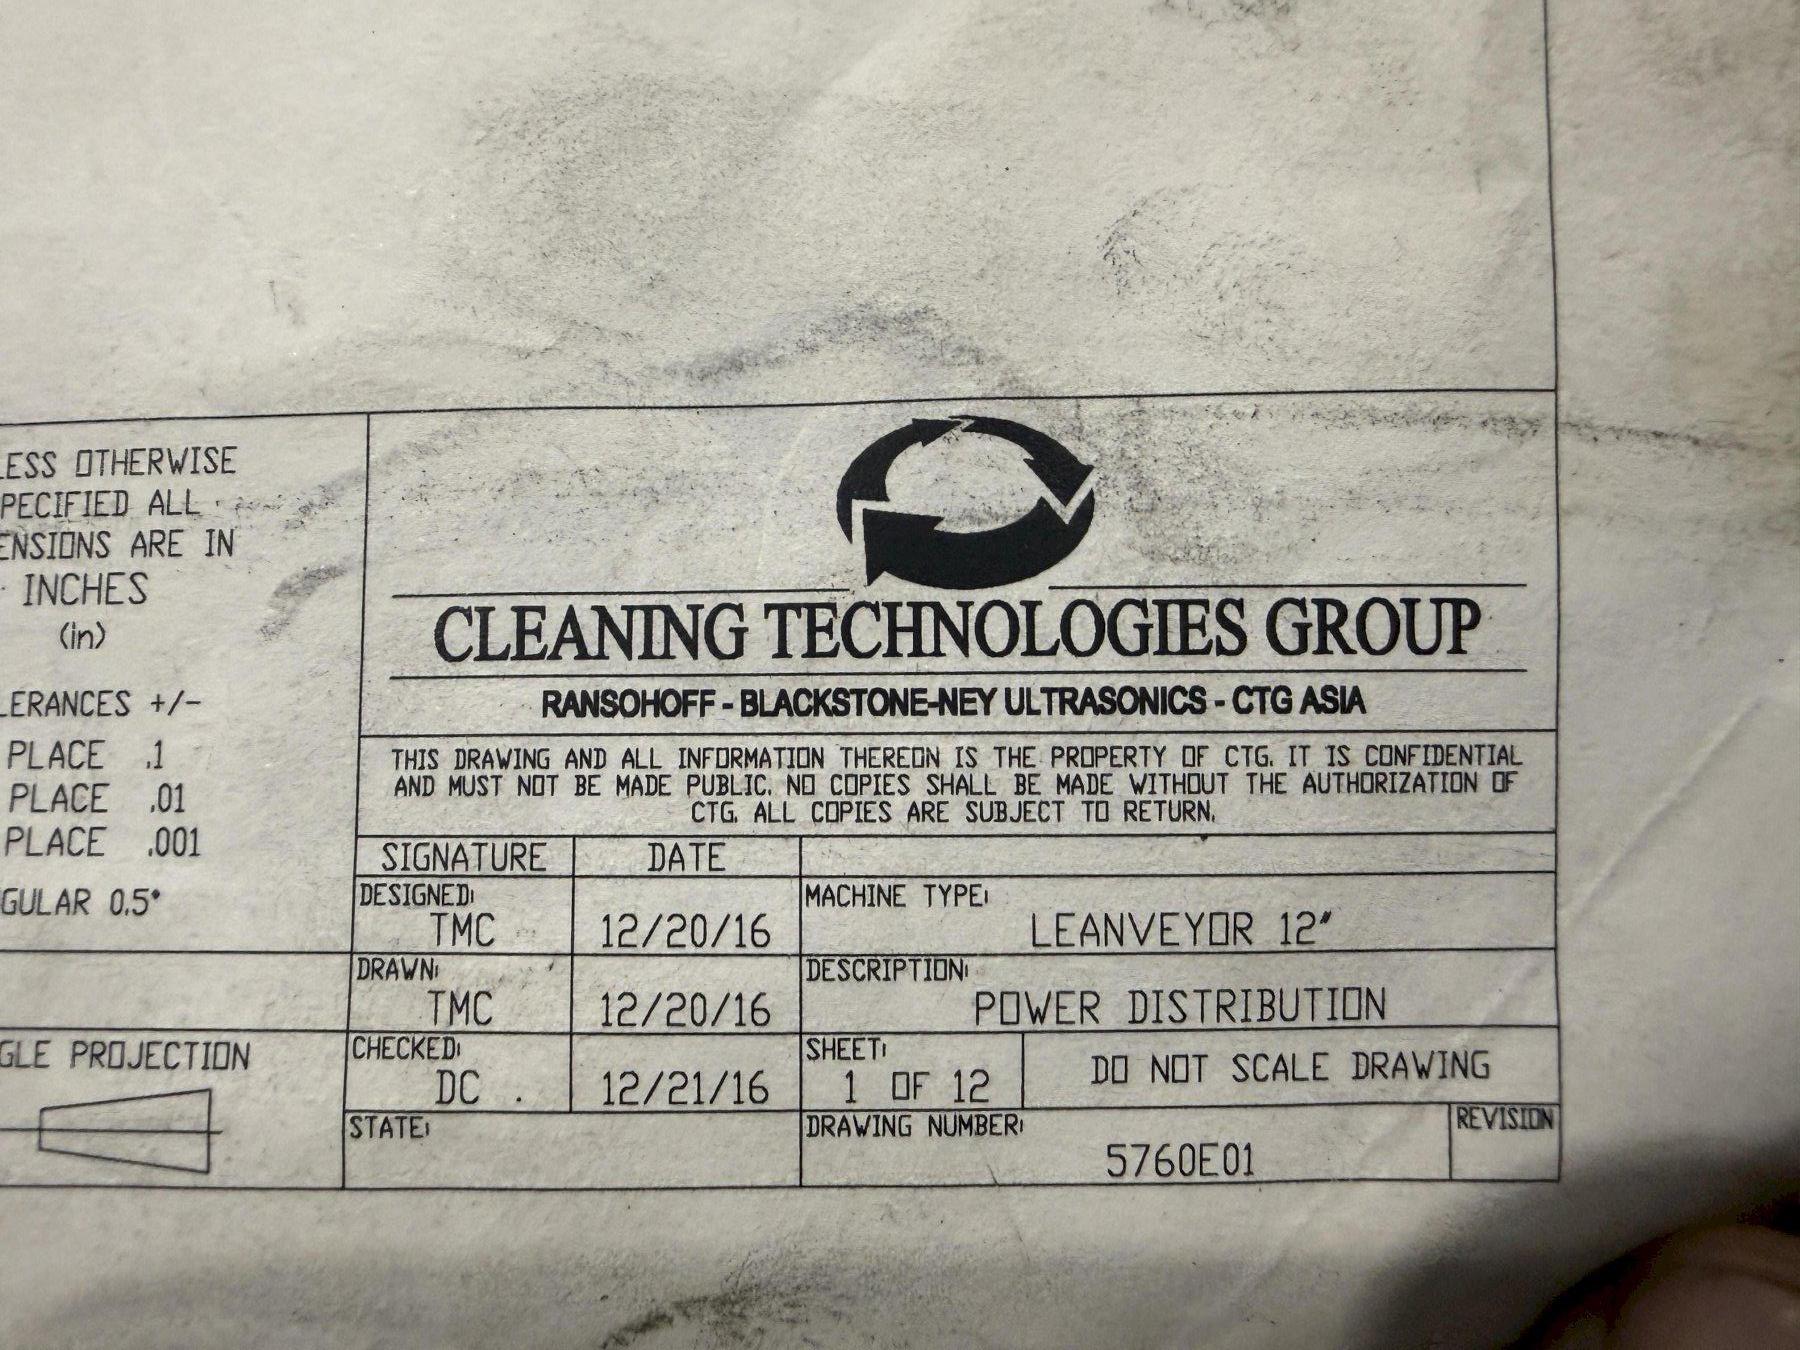 LESS OTHERWISE
PECIFIED ALL
ENSIONS ARE IN
INCHES
(in)
LERANCES +/-
PLACE .1
PLACE .01
PLACE .001
GULAR 0.5°
GLE PROJECTION
CLEANING TECHNOLOGIES GROUP
RANSOHOFF - BLACKSTONE-NEY ULTRASONICS - CTG ASIA
THIS DRAWING AND ALL INFORMATION THEREON IS THE PROPERTY OF CTG. IT IS CONFIDENTIAL
AND MUST NOT BE MADE PUBLIC. NO COPIES SHALL BE MADE WITHOUT THE AUTHORIZATION OF
CTG. ALL COPIES ARE SUBJECT TO RETURN.
SIGNATURE DATE
DESIGNED:
TMC 12/20/16
MACHINE TYPE:
LEANVEYOR 12"
DRAWN:
TMC 12/20/16
DESCRIPTION:
POWER DISTRIBUTION
CHECKED:
DC . 12/21/16
SHEET:
1 OF 12
DO NOT SCALE DRAWING
STATE:
DRAWING NUMBER:
5760E01
REVISION